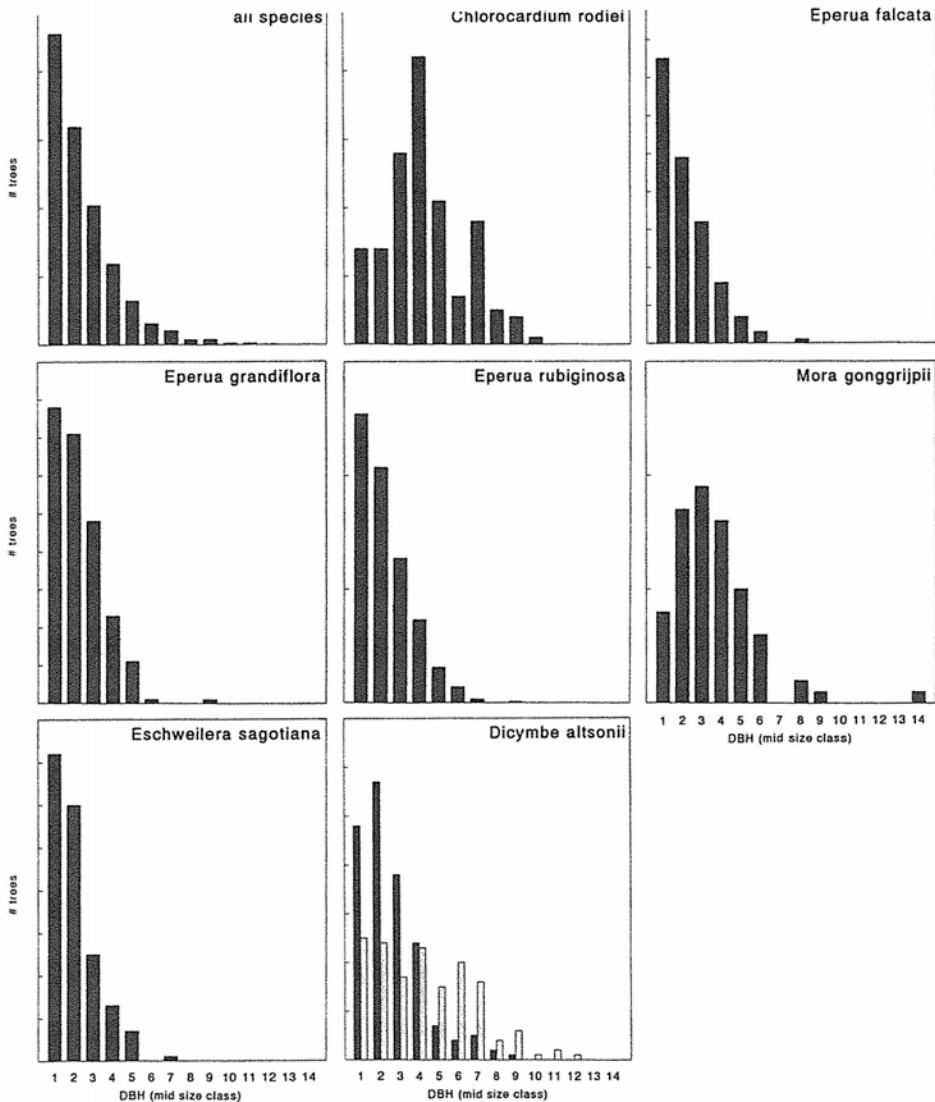 all species
Chlorocardium rodiei
Eperua falcata
# trees
Eperua grandiflora
Eperua rubiginosa
Mora gonggrijpii
# trees
1 2 3 4 5 6 7 8 9 10 11 12 13 14
DBH (mid size class)
Eschweilera sagotiana
Dicymbe altsonii
# trees
1 2 3 4 5 6 7 8 9 10 11 12 13 14
DBH (mid size class)
1 2 3 4 5 6 7 8 9 10 11 12 13 14
DBH (mid size class)